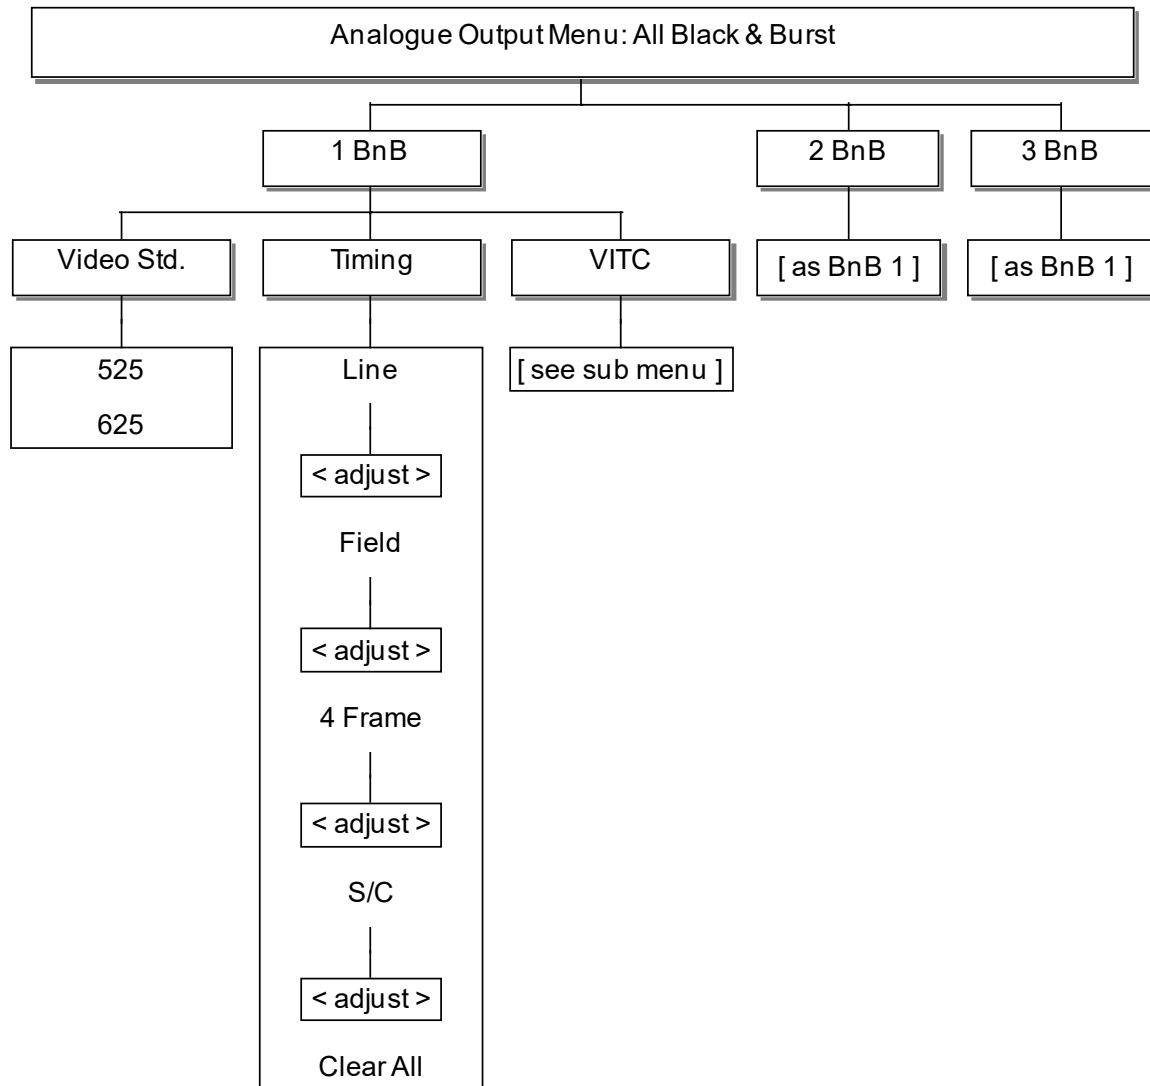 Analogue Output Menu: All Black & Burst
1 BnB
2 BnB
3 BnB
Video Std.
Timing
VITC
[ as BnB 1 ]
[ as BnB 1 ]
525
625
Line
< adjust >
Field
< adjust >
4 Frame
< adjust >
S/C
< adjust >
Clear All
[ see sub menu ]